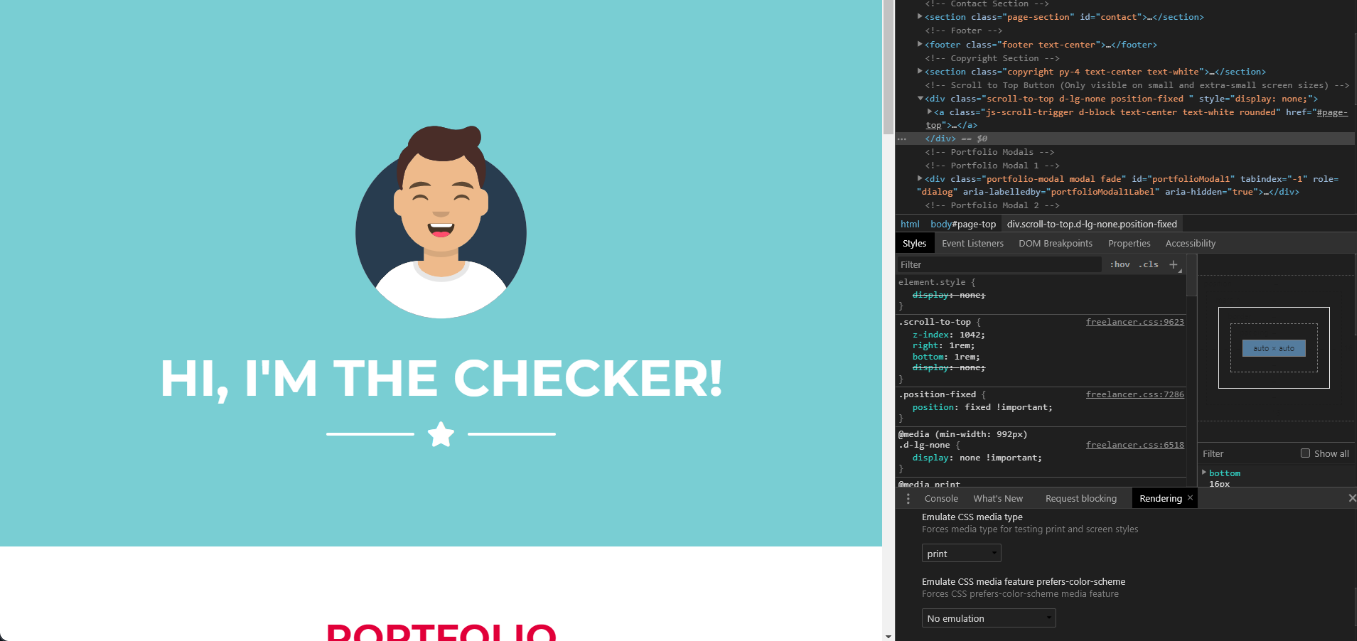 HI, I'M THE CHECKER!
PORTFOLIO
<!-- Contact Section -->
<section class="page-section" id="contact">…</section>
<!-- Footer -->
<footer class="footer text-center">…</footer>
<!-- Copyright Section -->
<section class="copyright py-4 text-center text-white">…</section>
<!-- Scroll to Top Button (Only visible on small and extra-small screen sizes) -->
<div class="scroll-to-top d-lg-none position-fixed " style="display: none;">
<a class="js-scroll-trigger d-block text-center text-white rounded" href="#page-
top">…</a>
… </div> == $0
<!-- Portfolio Modals -->
<!-- Portfolio Modal 1 -->
<div class="portfolio-modal modal fade" id="portfolioModal1" tabindex="-1" role=
"dialog" aria-labelledby="portfolioModal1Label" aria-hidden="true">…</div>
<!-- Portfolio Modal 2 -->
html body#page-top div.scroll-to-top.d-lg-none.position-fixed
Styles Event Listeners DOM Breakpoints Properties Accessibility
Filter :hov .cls +
element.style {
display: none;
}
.scroll-to-top { freelancer.css:9623
z-index: 1042;
right: 1rem;
bottom: 1rem;
display: none;
}
.position-fixed { freelancer.css:7286
position: fixed !important;
}
@media (min-width: 992px)
.d-lg-none { freelancer.css:6518
display: none !important;
}
@media print
auto × auto
Filter Show all
bottom
16px
Console What's New Request blocking Rendering ×
Emulate CSS media type
Forces media type for testing print and screen styles
print
Emulate CSS media feature prefers-color-scheme
Forces CSS prefers-color-scheme media feature
No emulation